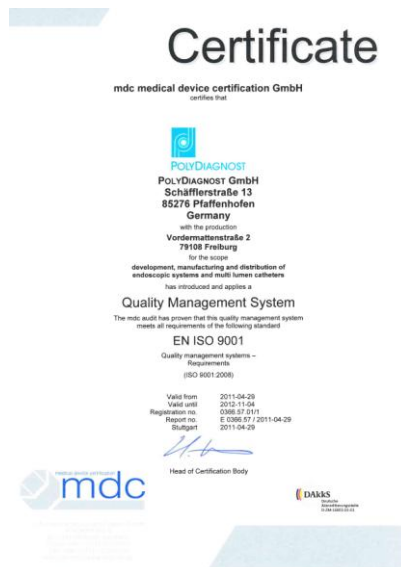 Certificate
mdc medical device certification GmbH
certifies that
POLYDIAGNOST
POLYDIAGNOST GmbH
Schäfflerstraße 13
85276 Pfaffenhofen
Germany
with the production
Vordermattenstraße 2
79108 Freiburg
for the scope
development, manufacturing and distribution of
endoscopic systems and multi lumen catheters
has introduced and applies a
Quality Management System
The mdc audit has proven that this quality management system
meets all requirements of the following standard
EN ISO 9001
Quality management systems –
Requirements
(ISO 9001:2008)
Valid from 2011-04-29
Valid until 2012-11-04
Registration no. 0366.57.01/1
Report no. E 0366.57 / 2011-04-29
Stuttgart 2011-04-29
Head of Certification Body
medical device certification
mdc
DAkkS
Deutsche
Akkreditierungsstelle